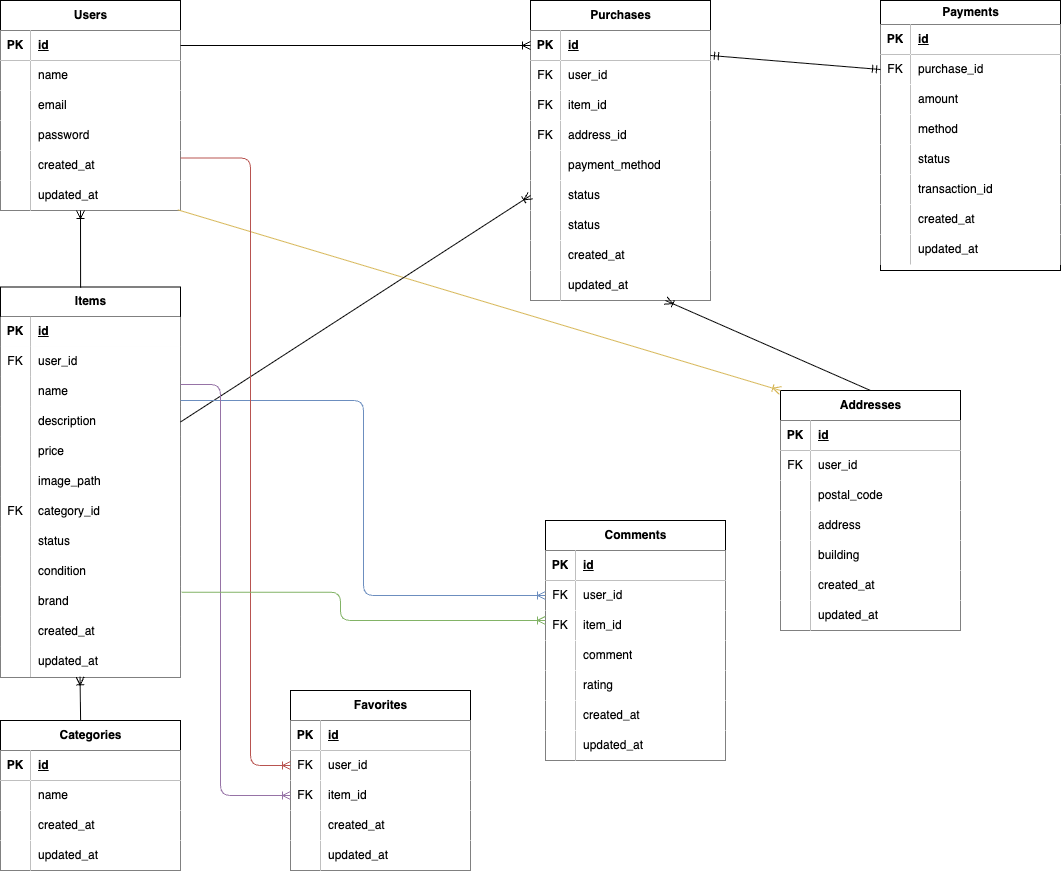 Users
PK id
name
email
password
created_at
updated_at
Purchases
PK id
FK user_id
FK item_id
FK address_id
payment_method
status
status
created_at
updated_at
Payments
PK id
FK purchase_id
amount
method
status
transaction_id
created_at
updated_at
Items
PK id
FK user_id
name
description
price
image_path
FK category_id
status
condition
brand
created_at
updated_at
Addresses
PK id
FK user_id
postal_code
address
building
created_at
updated_at
Comments
PK id
FK user_id
FK item_id
comment
rating
created_at
updated_at
Favorites
PK id
FK user_id
FK item_id
created_at
updated_at
Categories
PK id
name
created_at
updated_at